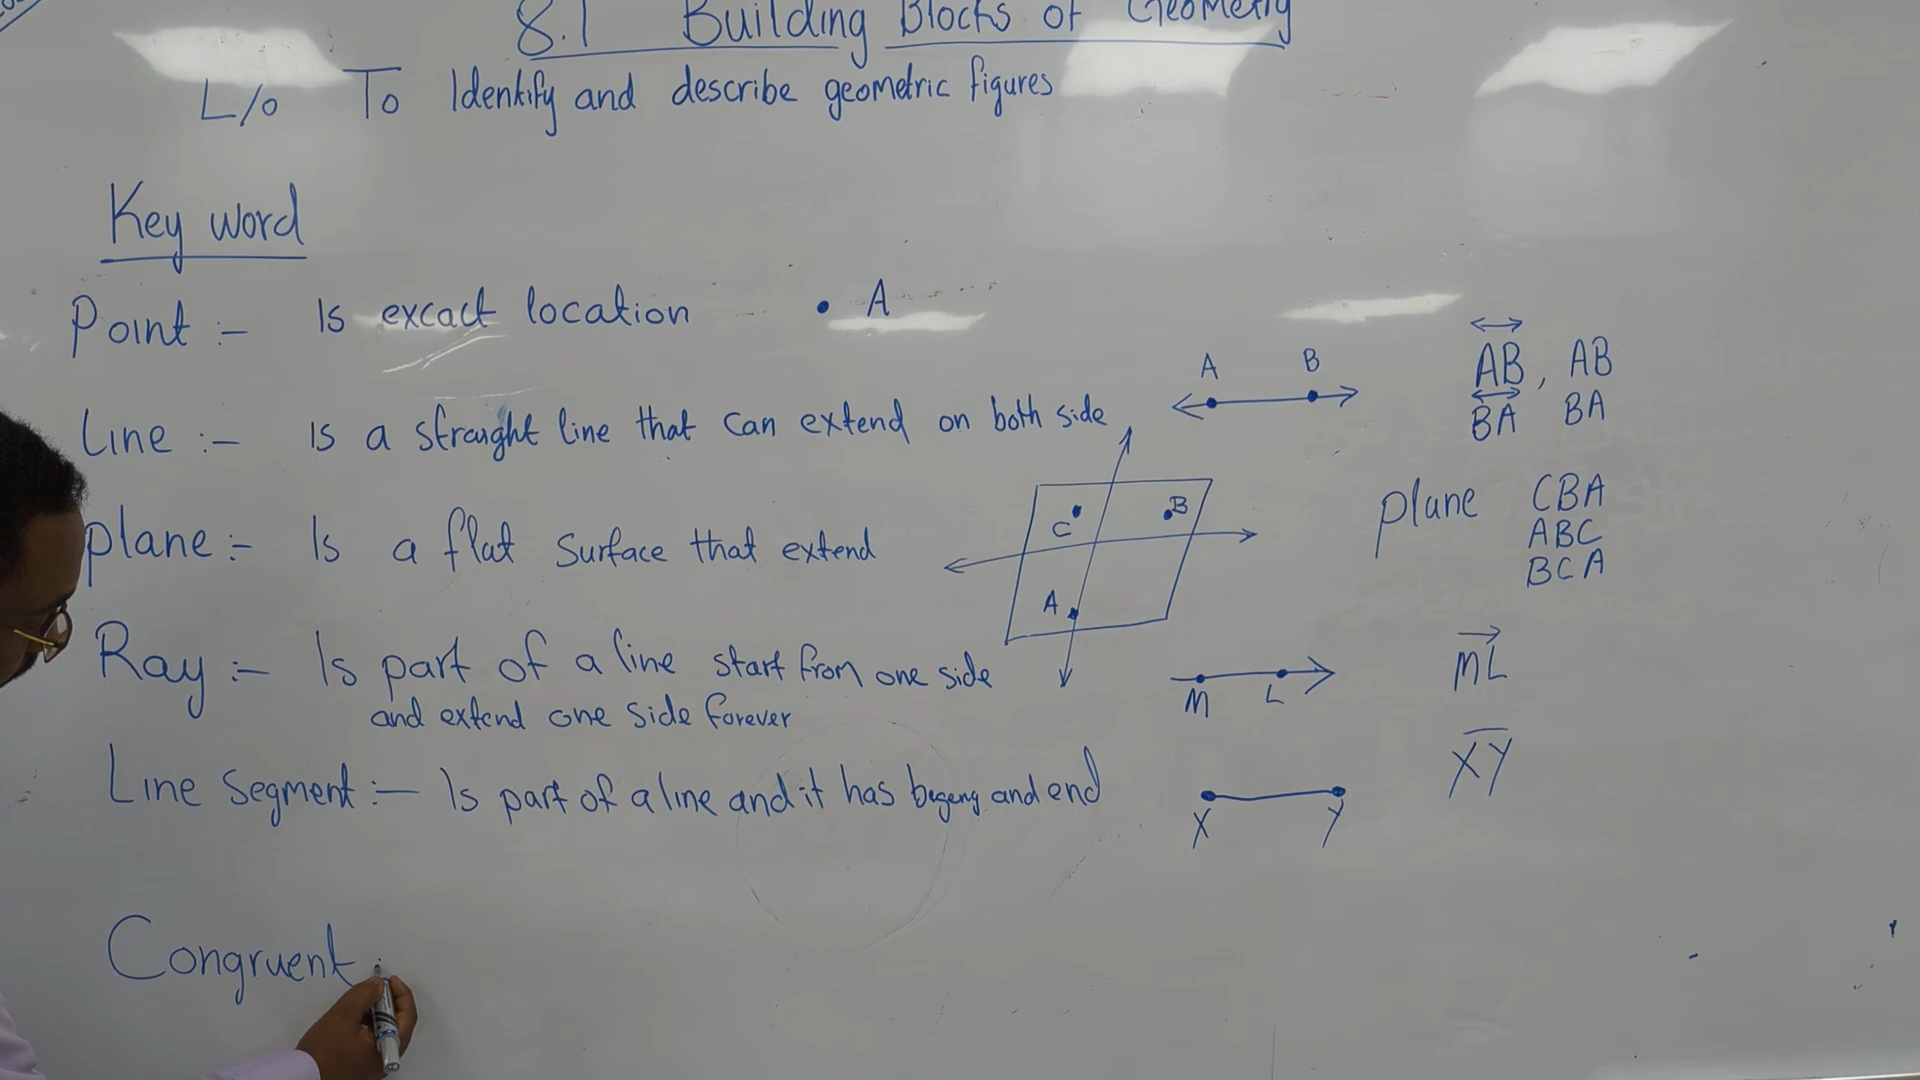 8.1 Building Blocks of Geometry
L/o To Identify and describe geometric figures
Key word
Point :- Is excact location • A
Line :- is a straight line that can extend on both side
A B
AB, AB
BA BA
plane :- Is a flat surface that extend
C B
A
plane CBA
ABC
BCA
Ray :- Is part of a line start from one side
and extend one side forever
M L
ML
Line Segment :- Is part of a line and it has begeng and end
X Y
XY
Congruent :